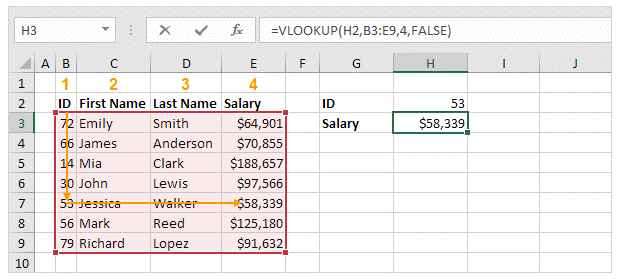 H3 fx =VLOOKUP(H2,B3:E9,4,FALSE)
A B C D E F G H I J
1 1 2 3 4
2 ID First Name Last Name Salary ID 53
3 72 Emily Smith $64,901 Salary $58,339
4 66 James Anderson $70,855
5 14 Mia Clark $188,657
6 30 John Lewis $97,566
7 53 Jessica Walker $58,339
8 56 Mark Reed $125,180
9 79 Richard Lopez $91,632
10